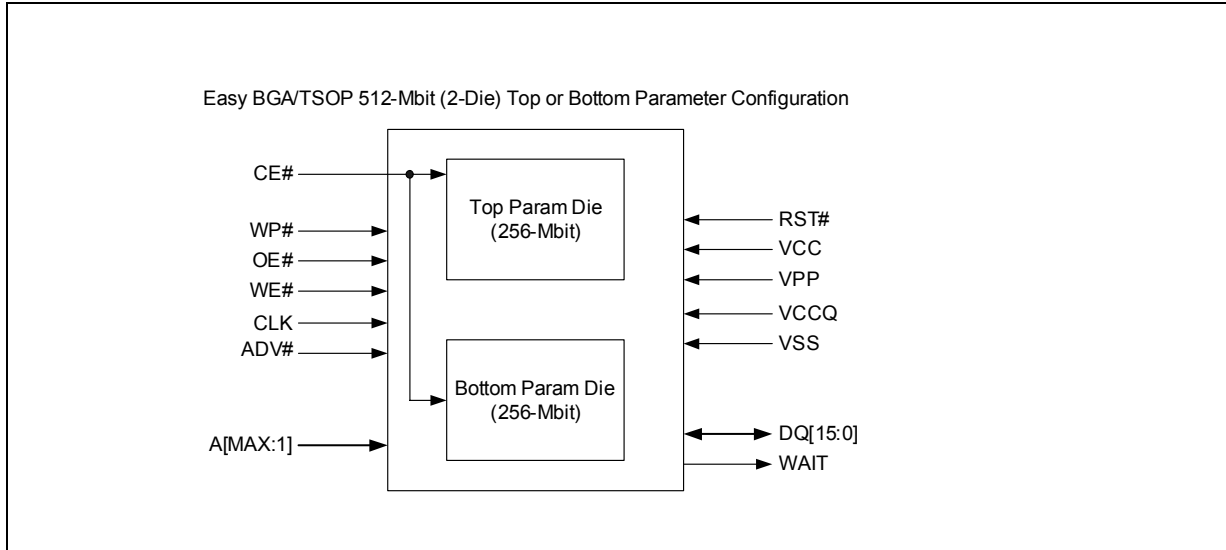 Easy BGA/TSOP 512-Mbit (2-Die) Top or Bottom Parameter Configuration
CE#
WP#
OE#
WE#
CLK
ADV#
A[MAX:1]
Top Param Die
(256-Mbit)
Bottom Param Die
(256-Mbit)
RST#
VCC
VPP
VCCQ
VSS
DQ[15:0]
WAIT